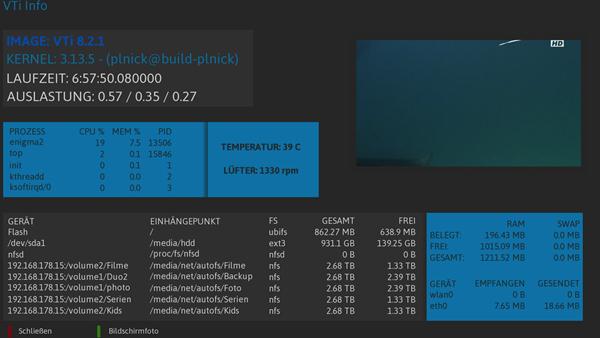 VTi Info
IMAGE: VTi 8.2.1
KERNEL: 3.13.5 - (plnick@build-plnick)
LAUFZEIT: 6:57:50.080000
AUSLASTUNG: 0.57 / 0.35 / 0.27
HD
PROZESS CPU % MEM % PID
enigma2 19 7.5 13506
top 2 0.1 15846
init 0 0.1 1
kthreadd 0 0.0 2
ksoftirqd/0 0 0.0 3
TEMPERATUR: 39 C
LÜFTER: 1330 rpm
GERÄT EINHÄNGEPUNKT FS GESAMT FREI
Flash / ubifs 862.27 MB 638.9 MB
/dev/sda1 /media/hdd ext3 931.1 GB 139.25 GB
nfsd /proc/fs/nfsd nfsd 0 B 0 B
192.168.178.15:/volume2/Filme /media/net/autofs/Filme nfs 2.68 TB 1.33 TB
192.168.178.15:/volume1/Duo2 /media/net/autofs/Backup nfs 2.68 TB 2.39 TB
192.168.178.15:/volume1/photo /media/net/autofs/Foto nfs 2.68 TB 2.39 TB
192.168.178.15:/volume2/Serien /media/net/autofs/Serien nfs 2.68 TB 1.33 TB
192.168.178.15:/volume2/Kids /media/net/autofs/Kids nfs 2.68 TB 1.33 TB
RAM SWAP
BELEGT: 196.43 MB 0.0 MB
FREI: 1015.09 MB 0.0 MB
GESAMT: 1211.52 MB 0.0 MB
GERÄT EMPFANGEN GESENDET
wlan0 0 B 0 B
eth0 7.65 MB 18.66 MB
Schließen Bildschirmfoto